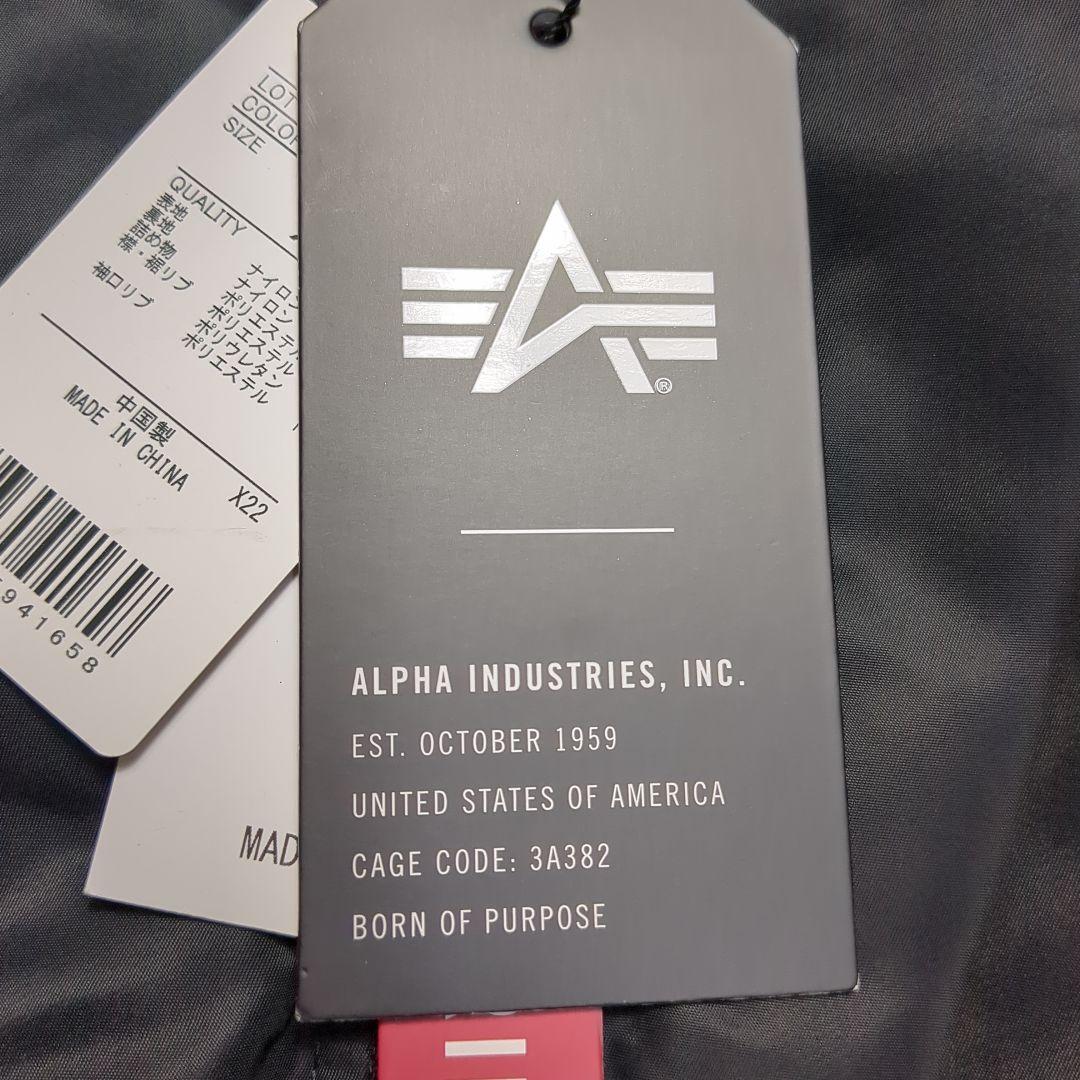 LOT
COLOR
SIZE
QUALITY
表地 ナイロン
裏地 ナイロン
詰め物 ポリエステル
襟・裾リブ ポリエステル
ポリウレタン
袖口リブ ポリエステル
中国製
MADE IN CHINA X22
941658
MAD
®
ALPHA INDUSTRIES, INC.
EST. OCTOBER 1959
UNITED STATES OF AMERICA
CAGE CODE: 3A382
BORN OF PURPOSE